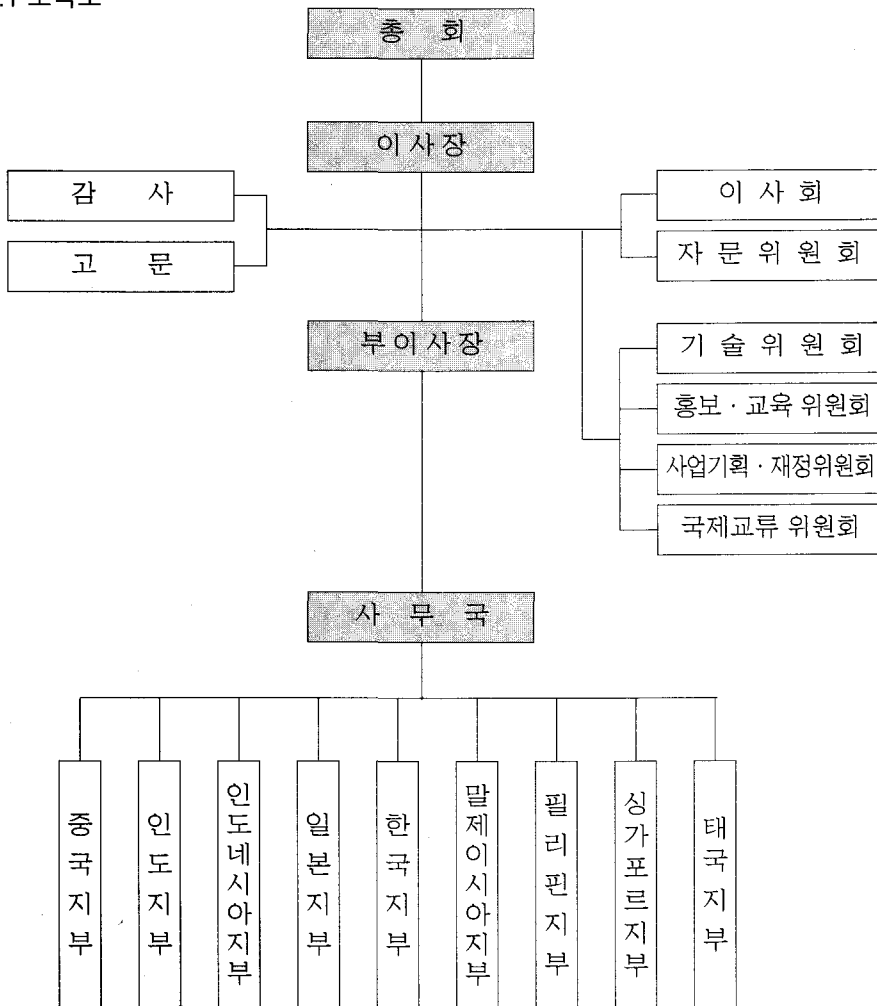 총 회
이사장
감 사
고 문
이 사 회
자 문 위 원 회
부이사장
기 술 위 원 회
홍보 · 교육 위원회
사업기획 · 재정위원회
국제교류 위원회
사 무 국
중국지부
인도지부
인도네시아지부
일본지부
한국지부
말제이시아지부
필리핀지부
싱가포르지부
태국지부